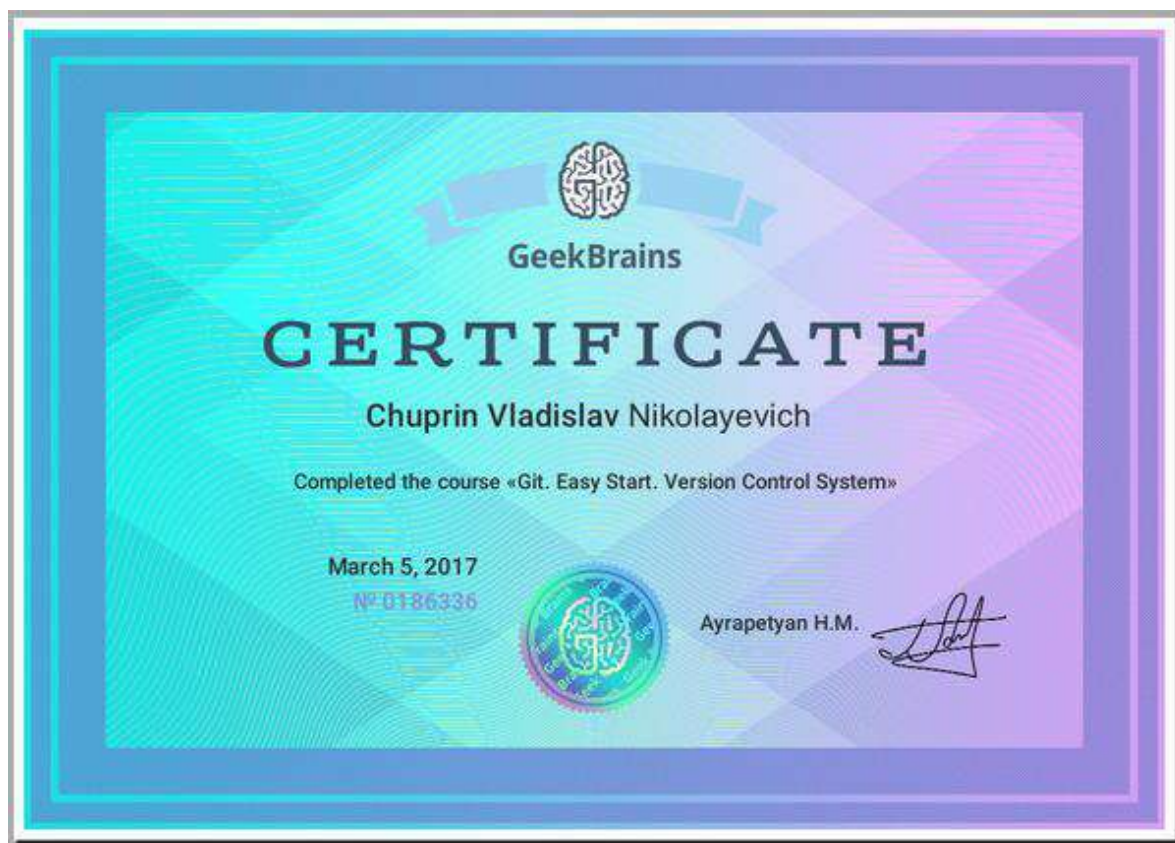 GeekBrains
CERTIFICATE
Chuprin Vladislav Nikolayevich
Completed the course «Git. Easy Start. Version Control System»
March 5, 2017
№ 0186336
Ayrapetyan H.M.